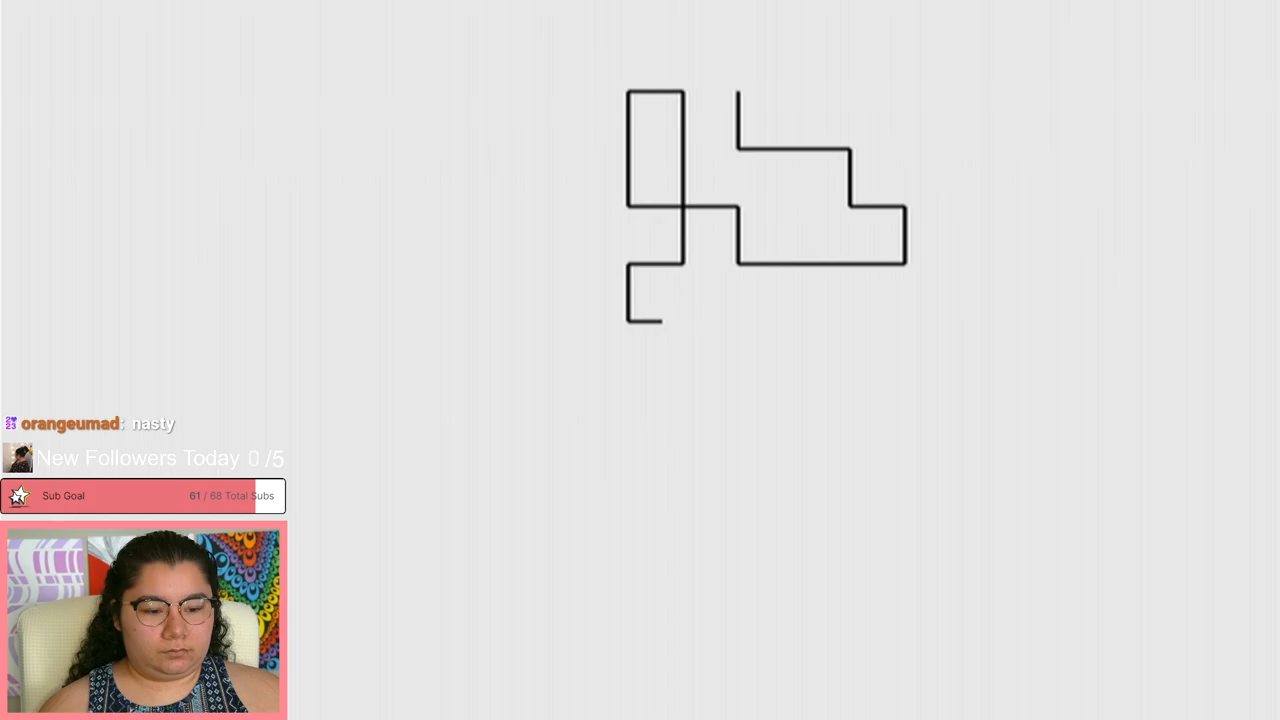 orangeumad: nasty
New Followers Today 0 /5
Sub Goal 61 / 68 Total Subs